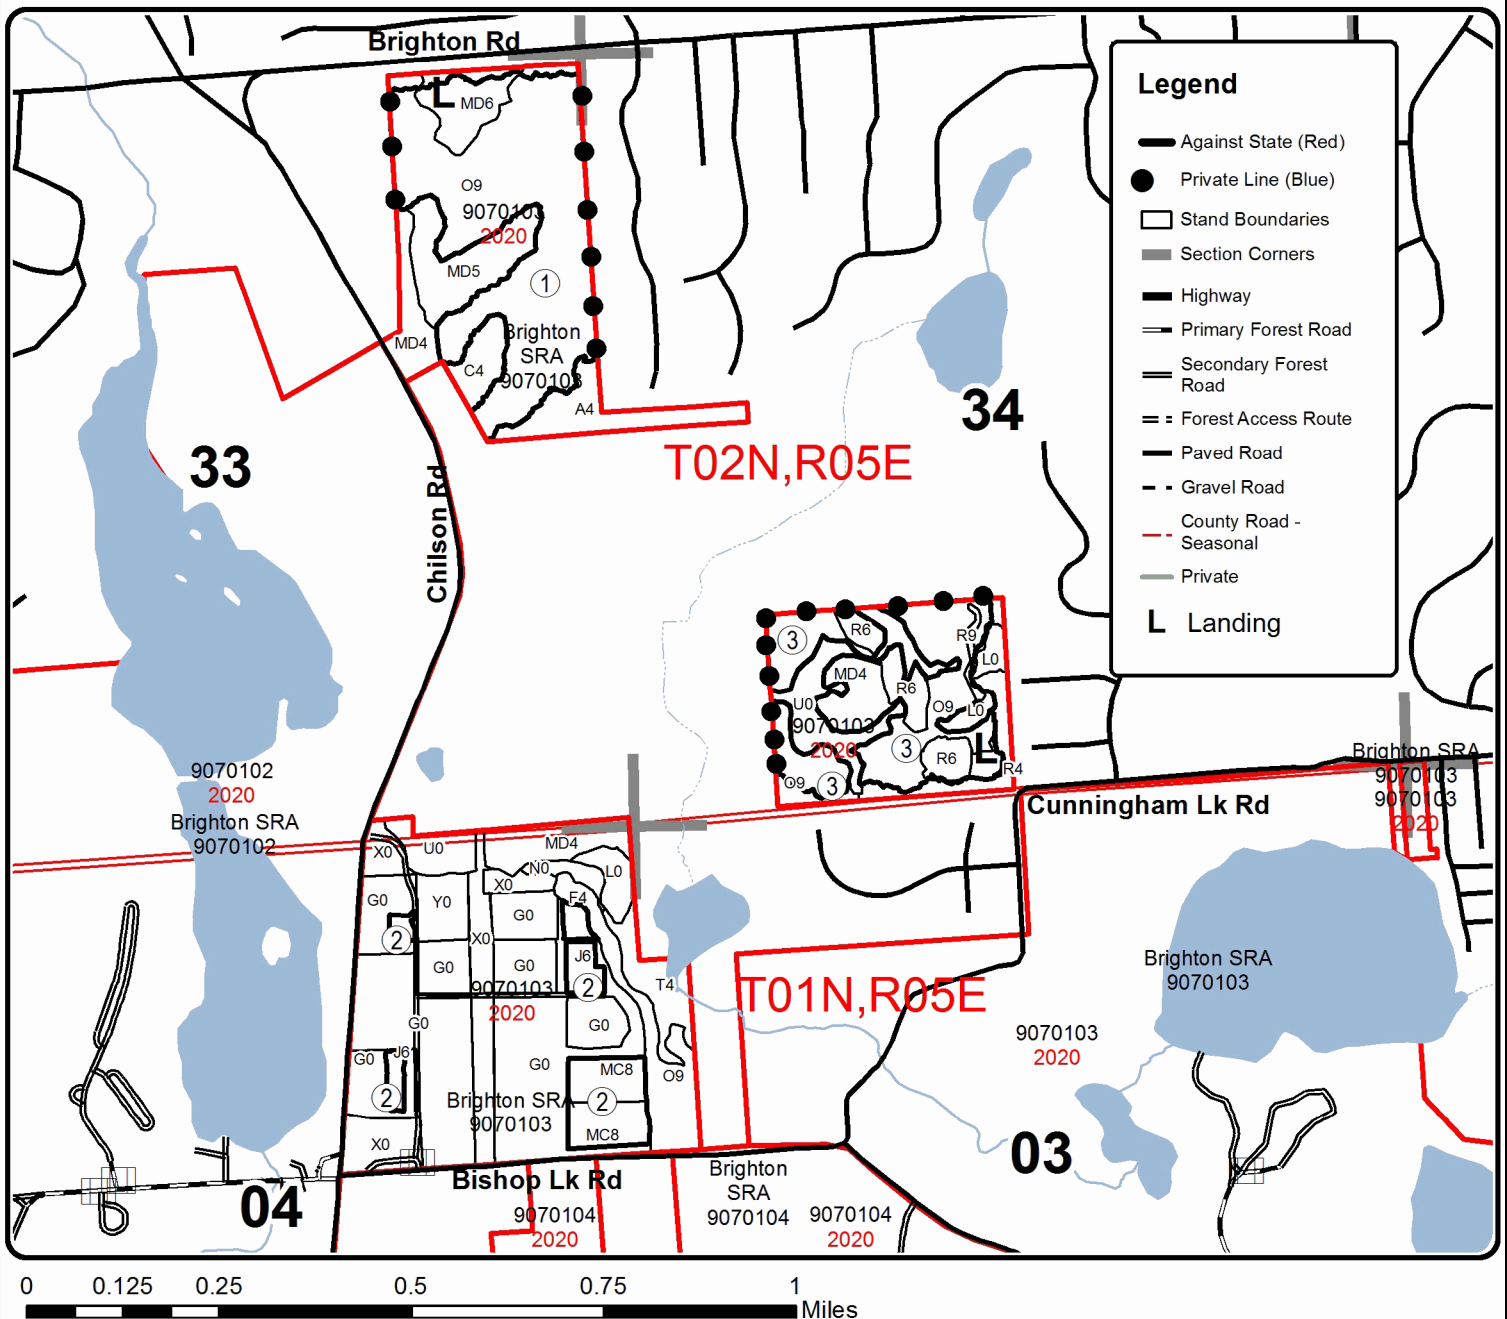 Brighton Rd
L
MD6
O9
9070103
2020
MD5
1
MD4
Brighton
SRA
9070103
C4
A4
33
34
T02N,R05E
Chilson Rd
Legend
Against State (Red)
Private Line (Blue)
Stand Boundaries
Section Corners
Highway
Primary Forest Road
Secondary Forest
Road
Forest Access Route
Paved Road
Gravel Road
County Road -
Seasonal
Private
L Landing
3
R6
R9
L0
MD4
R6
U0
O9
L0
9070103
2020
3
R6
L
R4
O9
3
Brighton SRA
9070103
9070103
2020
Cunningham Lk Rd
9070102
2020
Brighton SRA
9070102
X0
U0
MD4
N0
L0
X0
F4
G0
Y0
G0
2
X0
J6
G0
G0
2
9070103
2020
T4
T01N,R05E
Brighton SRA
9070103
G0
G0
9070103
2020
G0
J6
G0
MC8
O9
2
Brighton SRA
9070103
2
MC8
X0
03
04
Bishop Lk Rd
Brighton
SRA
9070104
9070104
2020
9070104
2020
0
0.125
0.25
0.5
0.75
1
Miles